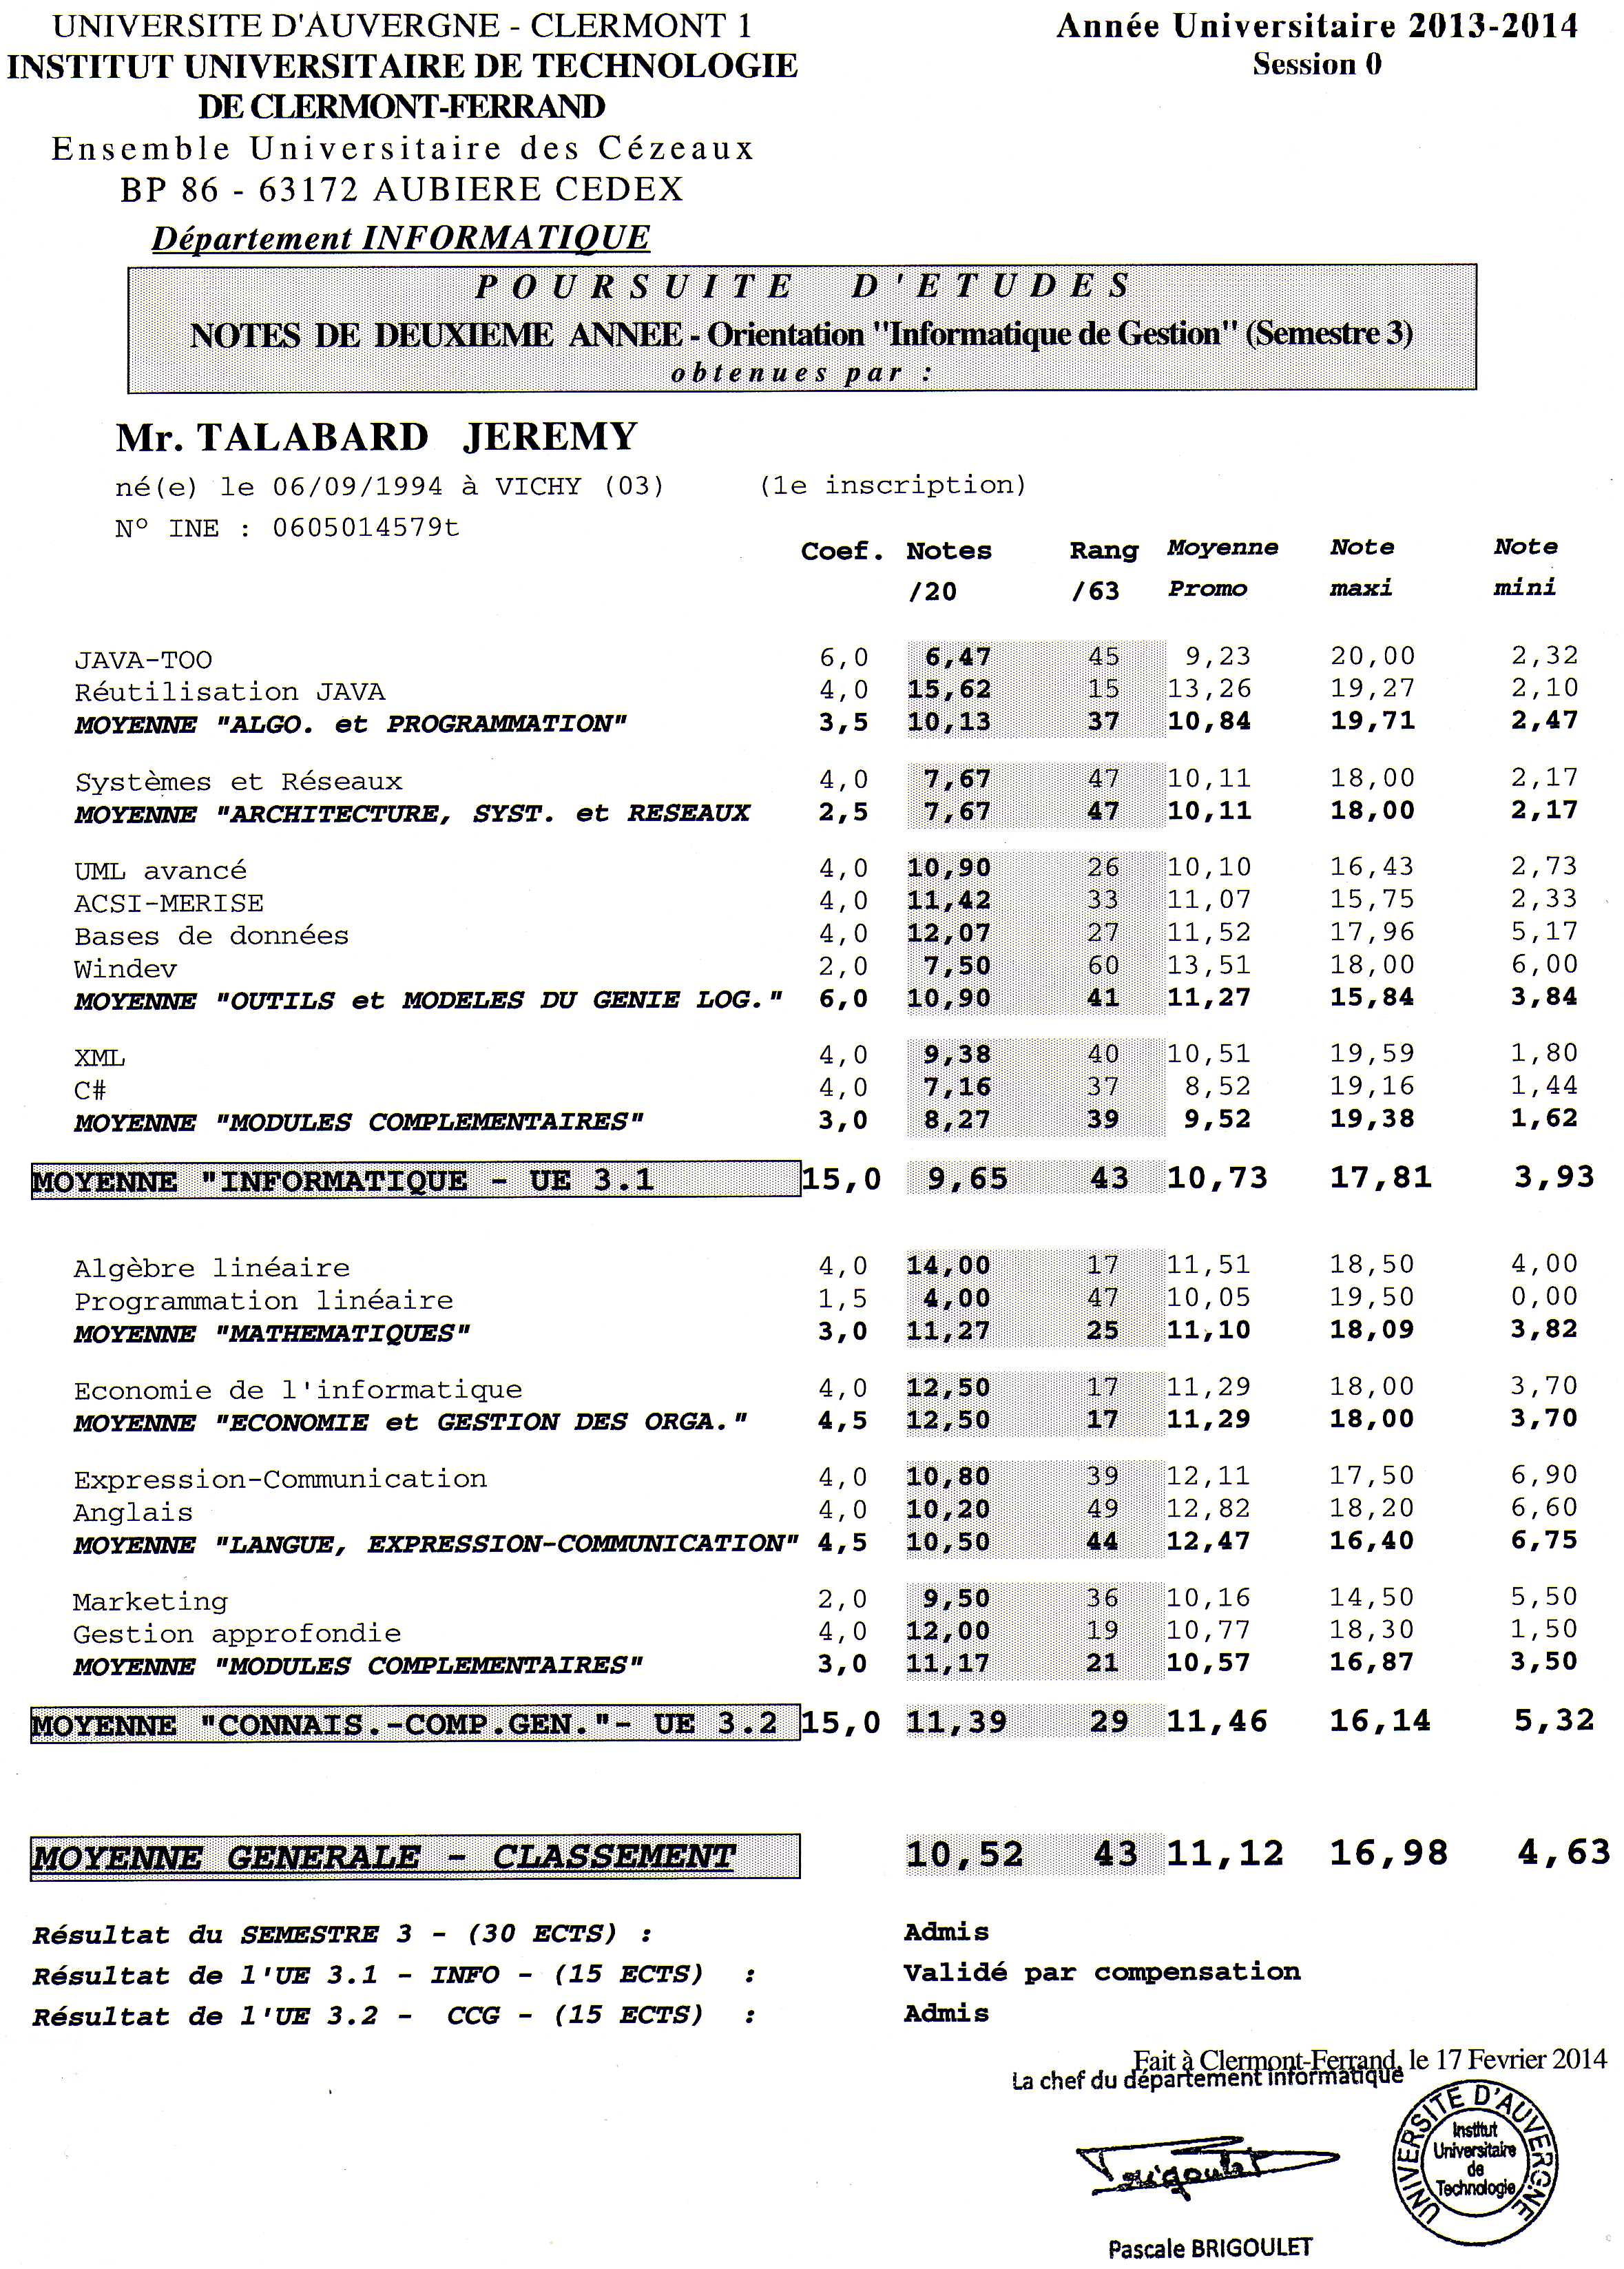 UNIVERSITE D'AUVERGNE - CLERMONT 1
INSTITUT UNIVERSITAIRE DE TECHNOLOGIE
DE CLERMONT-FERRAND
Ensemble Universitaire des Cézeaux
BP 86 - 63172 AUBIERE CEDEX
Département INFORMATIQUE
Année Universitaire 2013-2014
Session 0
POURSUITE D'ETUDES
NOTES DE DEUXIEME ANNEE - Orientation "Informatique de Gestion" (Semestre 3)
obtenues par :
Mr. TALABARD JEREMY
né(e) le 06/09/1994 à VICHY (03) (1e inscription)
N° INE : 0605014579t
Coef. Notes Rang Moyenne Note Note
/20 /63 Promo maxi mini
JAVA-TOO 6,0 6,47 45 9,23 20,00 2,32
Réutilisation JAVA 4,0 15,62 15 13,26 19,27 2,10
MOYENNE "ALGO. et PROGRAMMATION" 3,5 10,13 37 10,84 19,71 2,47
Systèmes et Réseaux 4,0 7,67 47 10,11 18,00 2,17
MOYENNE "ARCHITECTURE, SYST. et RESEAUX 2,5 7,67 47 10,11 18,00 2,17
UML avancé 4,0 10,90 26 10,10 16,43 2,73
ACSI-MERISE 4,0 11,42 33 11,07 15,75 2,33
Bases de données 4,0 12,07 27 11,52 17,96 5,17
Windev 2,0 7,50 60 13,51 18,00 6,00
MOYENNE "OUTILS et MODELES DU GENIE LOG." 6,0 10,90 41 11,27 15,84 3,84
XML 4,0 9,38 40 10,51 19,59 1,80
C# 4,0 7,16 37 8,52 19,16 1,44
MOYENNE "MODULES COMPLEMENTAIRES" 3,0 8,27 39 9,52 19,38 1,62
MOYENNE "INFORMATIQUE - UE 3.1 15,0 9,65 43 10,73 17,81 3,93
Algèbre linéaire 4,0 14,00 17 11,51 18,50 4,00
Programmation linéaire 1,5 4,00 47 10,05 19,50 0,00
MOYENNE "MATHEMATIQUES" 3,0 11,27 25 11,10 18,09 3,82
Economie de l'informatique 4,0 12,50 17 11,29 18,00 3,70
MOYENNE "ECONOMIE et GESTION DES ORGA." 4,5 12,50 17 11,29 18,00 3,70
Expression-Communication 4,0 10,80 39 12,11 17,50 6,90
Anglais 4,0 10,20 49 12,82 18,20 6,60
MOYENNE "LANGUE, EXPRESSION-COMMUNICATION" 4,5 10,50 44 12,47 16,40 6,75
Marketing 2,0 9,50 36 10,16 14,50 5,50
Gestion approfondie 4,0 12,00 19 10,77 18,30 1,50
MOYENNE "MODULES COMPLEMENTAIRES" 3,0 11,17 21 10,57 16,87 3,50
MOYENNE "CONNAIS.-COMP.GEN."- UE 3.2 15,0 11,39 29 11,46 16,14 5,32
MOYENNE GENERALE - CLASSEMENT 10,52 43 11,12 16,98 4,63
Résultat du SEMESTRE 3 - (30 ECTS) : Admis
Résultat de l'UE 3.1 - INFO - (15 ECTS) : Validé par compensation
Résultat de l'UE 3.2 - CCG - (15 ECTS) : Admis
Fait à Clermont-Ferrand, le 17 Fevrier 2014
La chef du département informatique
UNIVERSITE D'AUVERGNE
Institut
Universitaire
de
Technologie
Pascale BRIGOULET